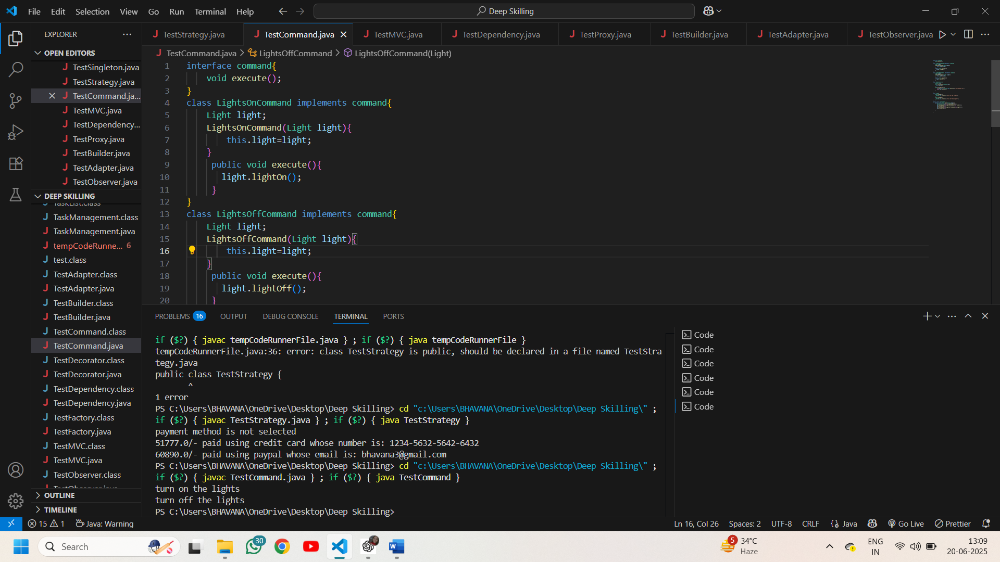 File Edit Selection View Go Run Terminal Help
Deep Skilling
EXPLORER
TestStrategy.java
TestCommand.java
TestMVC.java
TestDependency.java
TestProxy.java
TestBuilder.java
TestAdapter.java
TestObserver.java
TestCommand.java > LightsOffCommand > LightsOffCommand(Light)
OPEN EDITORS
TestSingleton.java
TestStrategy.java
TestCommand.ja...
TestMVC.java
TestDependency...
TestProxy.java
TestBuilder.java
TestAdapter.java
TestObserver.java
DEEP SKILLING
TaskList.class
TaskManagement.class
TaskManagement.java
tempCodeRunne... 6
test.class
TestAdapter.class
TestAdapter.java
TestBuilder.class
TestBuilder.java
TestCommand.class
TestCommand.java
TestDecorator.class
TestDecorator.java
TestDependency.class
TestDependency.java
TestFactory.class
TestFactory.java
TestMVC.class
TestMVC.java
TestObserver.class
TestObserver.java
OUTLINE
TIMELINE
1 interface command{
2 void execute();
3 }
4 class LightsOnCommand implements command{
5 Light light;
6 LightsOnCommand(Light light){
7 this.light=light;
8 }
9 public void execute(){
10 light.lightOn();
11 }
12 }
13 class LightsOffCommand implements command{
14 Light light;
15 LightsOffCommand(Light light){
16 this.light=light;
17 }
18 public void execute(){
19 light.lightOff();
20 }
PROBLEMS 16 OUTPUT DEBUG CONSOLE TERMINAL PORTS
if ($?) { javac tempCodeRunnerFile.java } ; if ($?) { java tempCodeRunnerFile }
tempCodeRunnerFile.java:36: error: class TestStrategy is public, should be declared in a file named TestStra
tegy.java
public class TestStrategy {
^
1 error
PS C:\Users\BHAVANA\OneDrive\Desktop\Deep Skilling> cd "c:\Users\BHAVANA\OneDrive\Desktop\Deep Skilling\" ;
if ($?) { javac TestStrategy.java } ; if ($?) { java TestStrategy }
payment method is not selected
51777.0/- paid using credit card whose number is: 1234-5632-5642-6432
60890.0/- paid using paypal whose email is: bhavana3@gmail.com
PS C:\Users\BHAVANA\OneDrive\Desktop\Deep Skilling> cd "c:\Users\BHAVANA\OneDrive\Desktop\Deep Skilling\" ;
if ($?) { javac TestCommand.java } ; if ($?) { java TestCommand }
turn on the lights
turn off the lights
PS C:\Users\BHAVANA\OneDrive\Desktop\Deep Skilling>
Code
Code
Code
Code
Code
Code
15 1 Java: Warning
Ln 16, Col 26 Spaces: 2 UTF-8 CRLF {} Java Go Live Prettier
Search
30
5
34°C
Haze
ENG
IN
13:09
20-06-2025